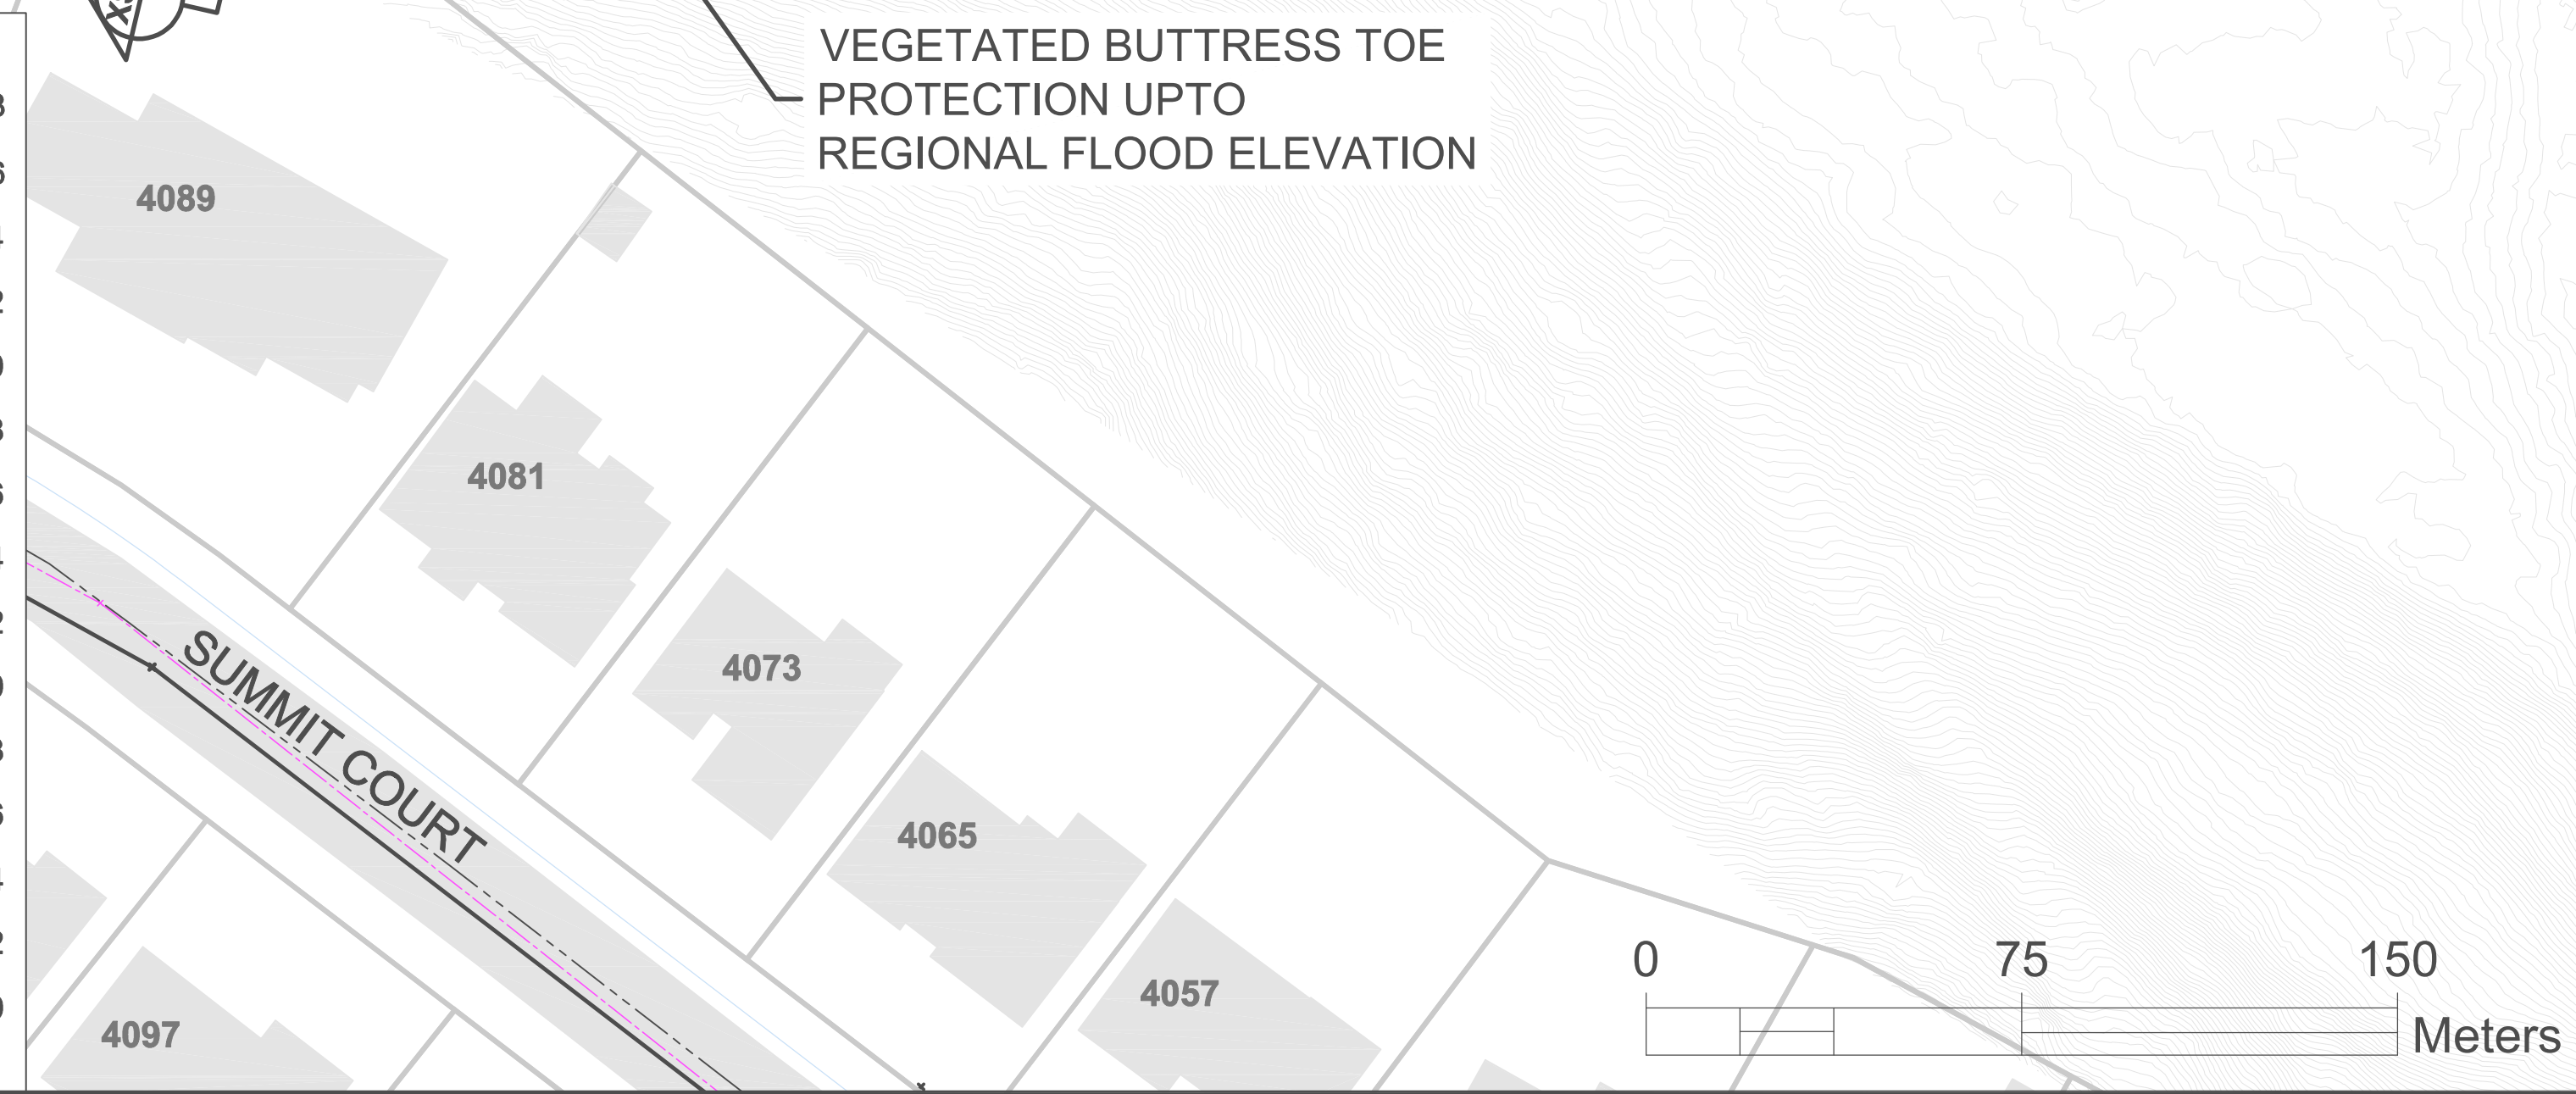 VEGETATED BUTTRESS TOE
PROTECTION UPTO
REGIONAL FLOOD ELEVATION
4089
4081
4073
SUMMIT COURT
4065
4057
4097
0 75 150
Meters